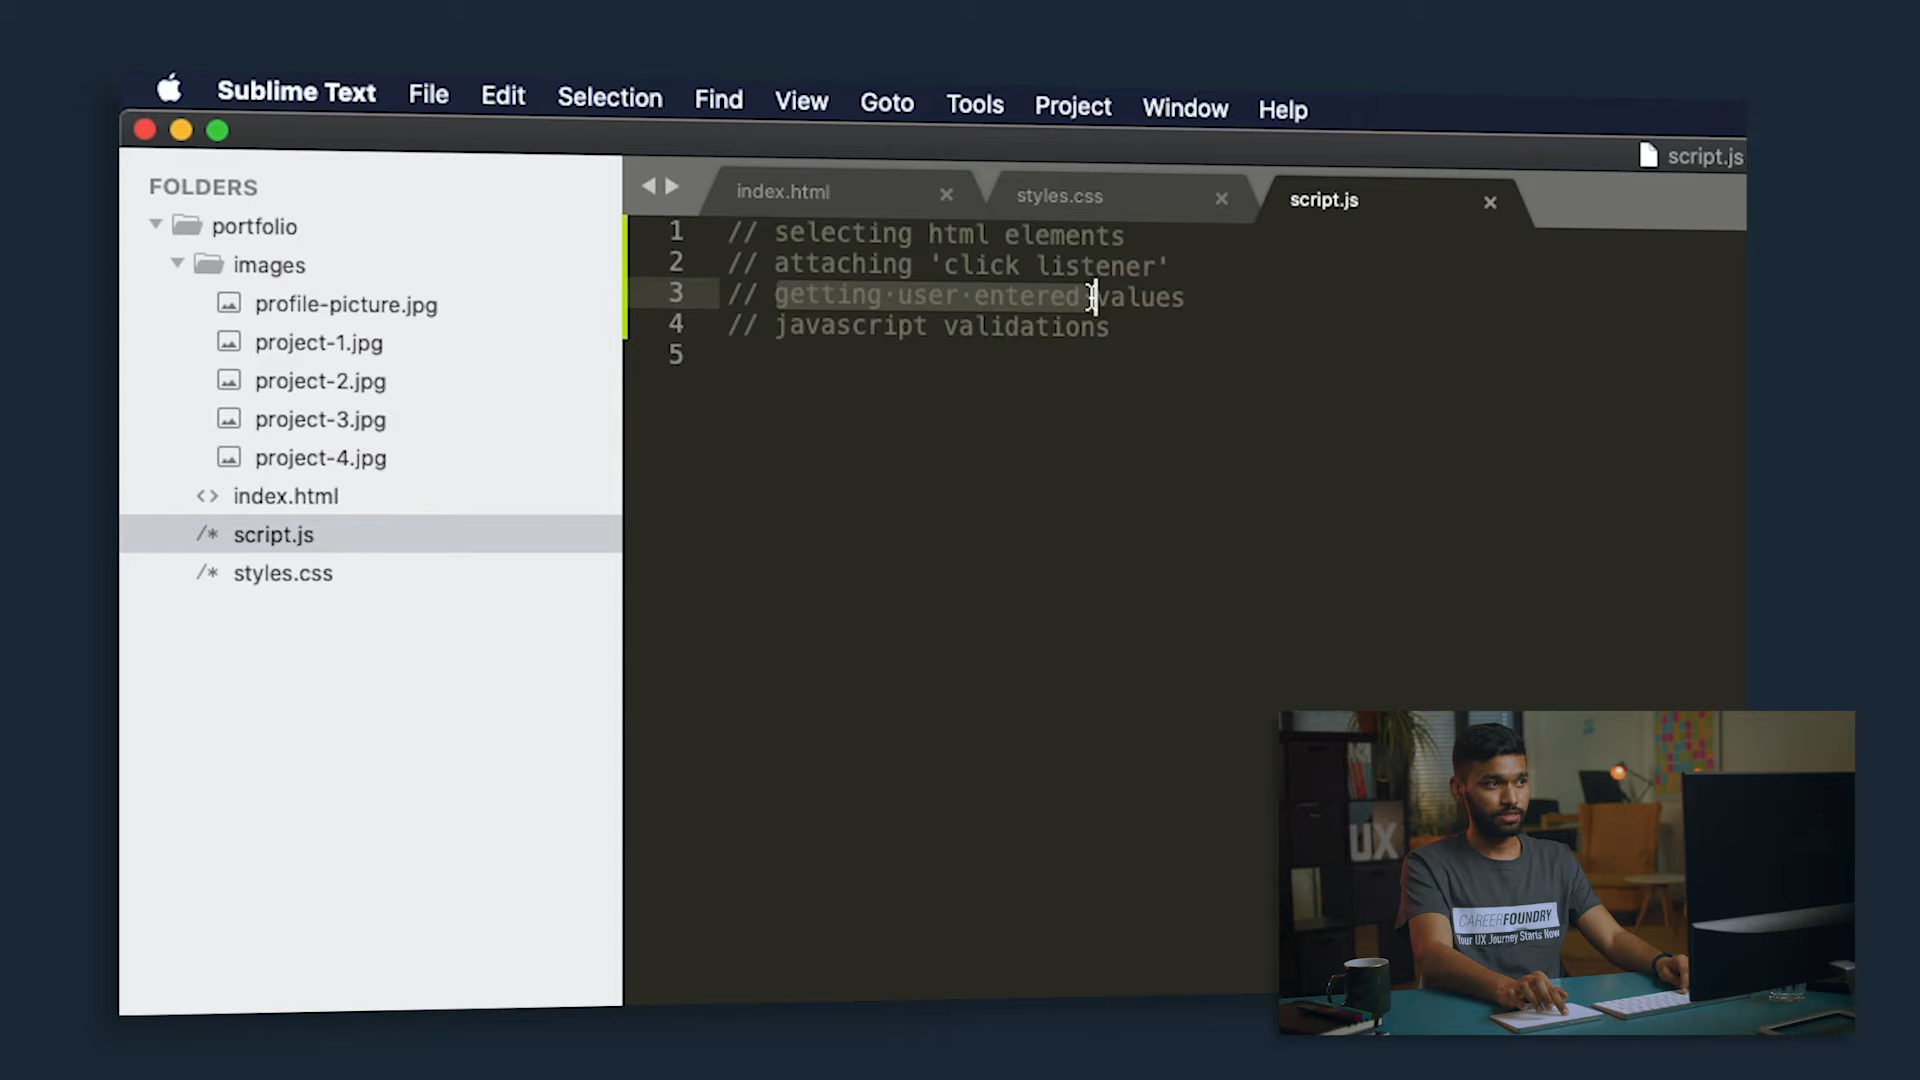 Sublime Text File Edit Selection Find View Goto Tools Project Window Help
script.js
FOLDERS
portfolio
images
profile-picture.jpg
project-1.jpg
project-2.jpg
project-3.jpg
project-4.jpg
index.html
script.js
styles.css
index.html styles.css script.js
1 // selecting html elements
2 // attaching 'click listener'
3 // getting user entered values
4 // javascript validations
5
UX
CAREERFOUNDRY
Your UX Journey Starts Now